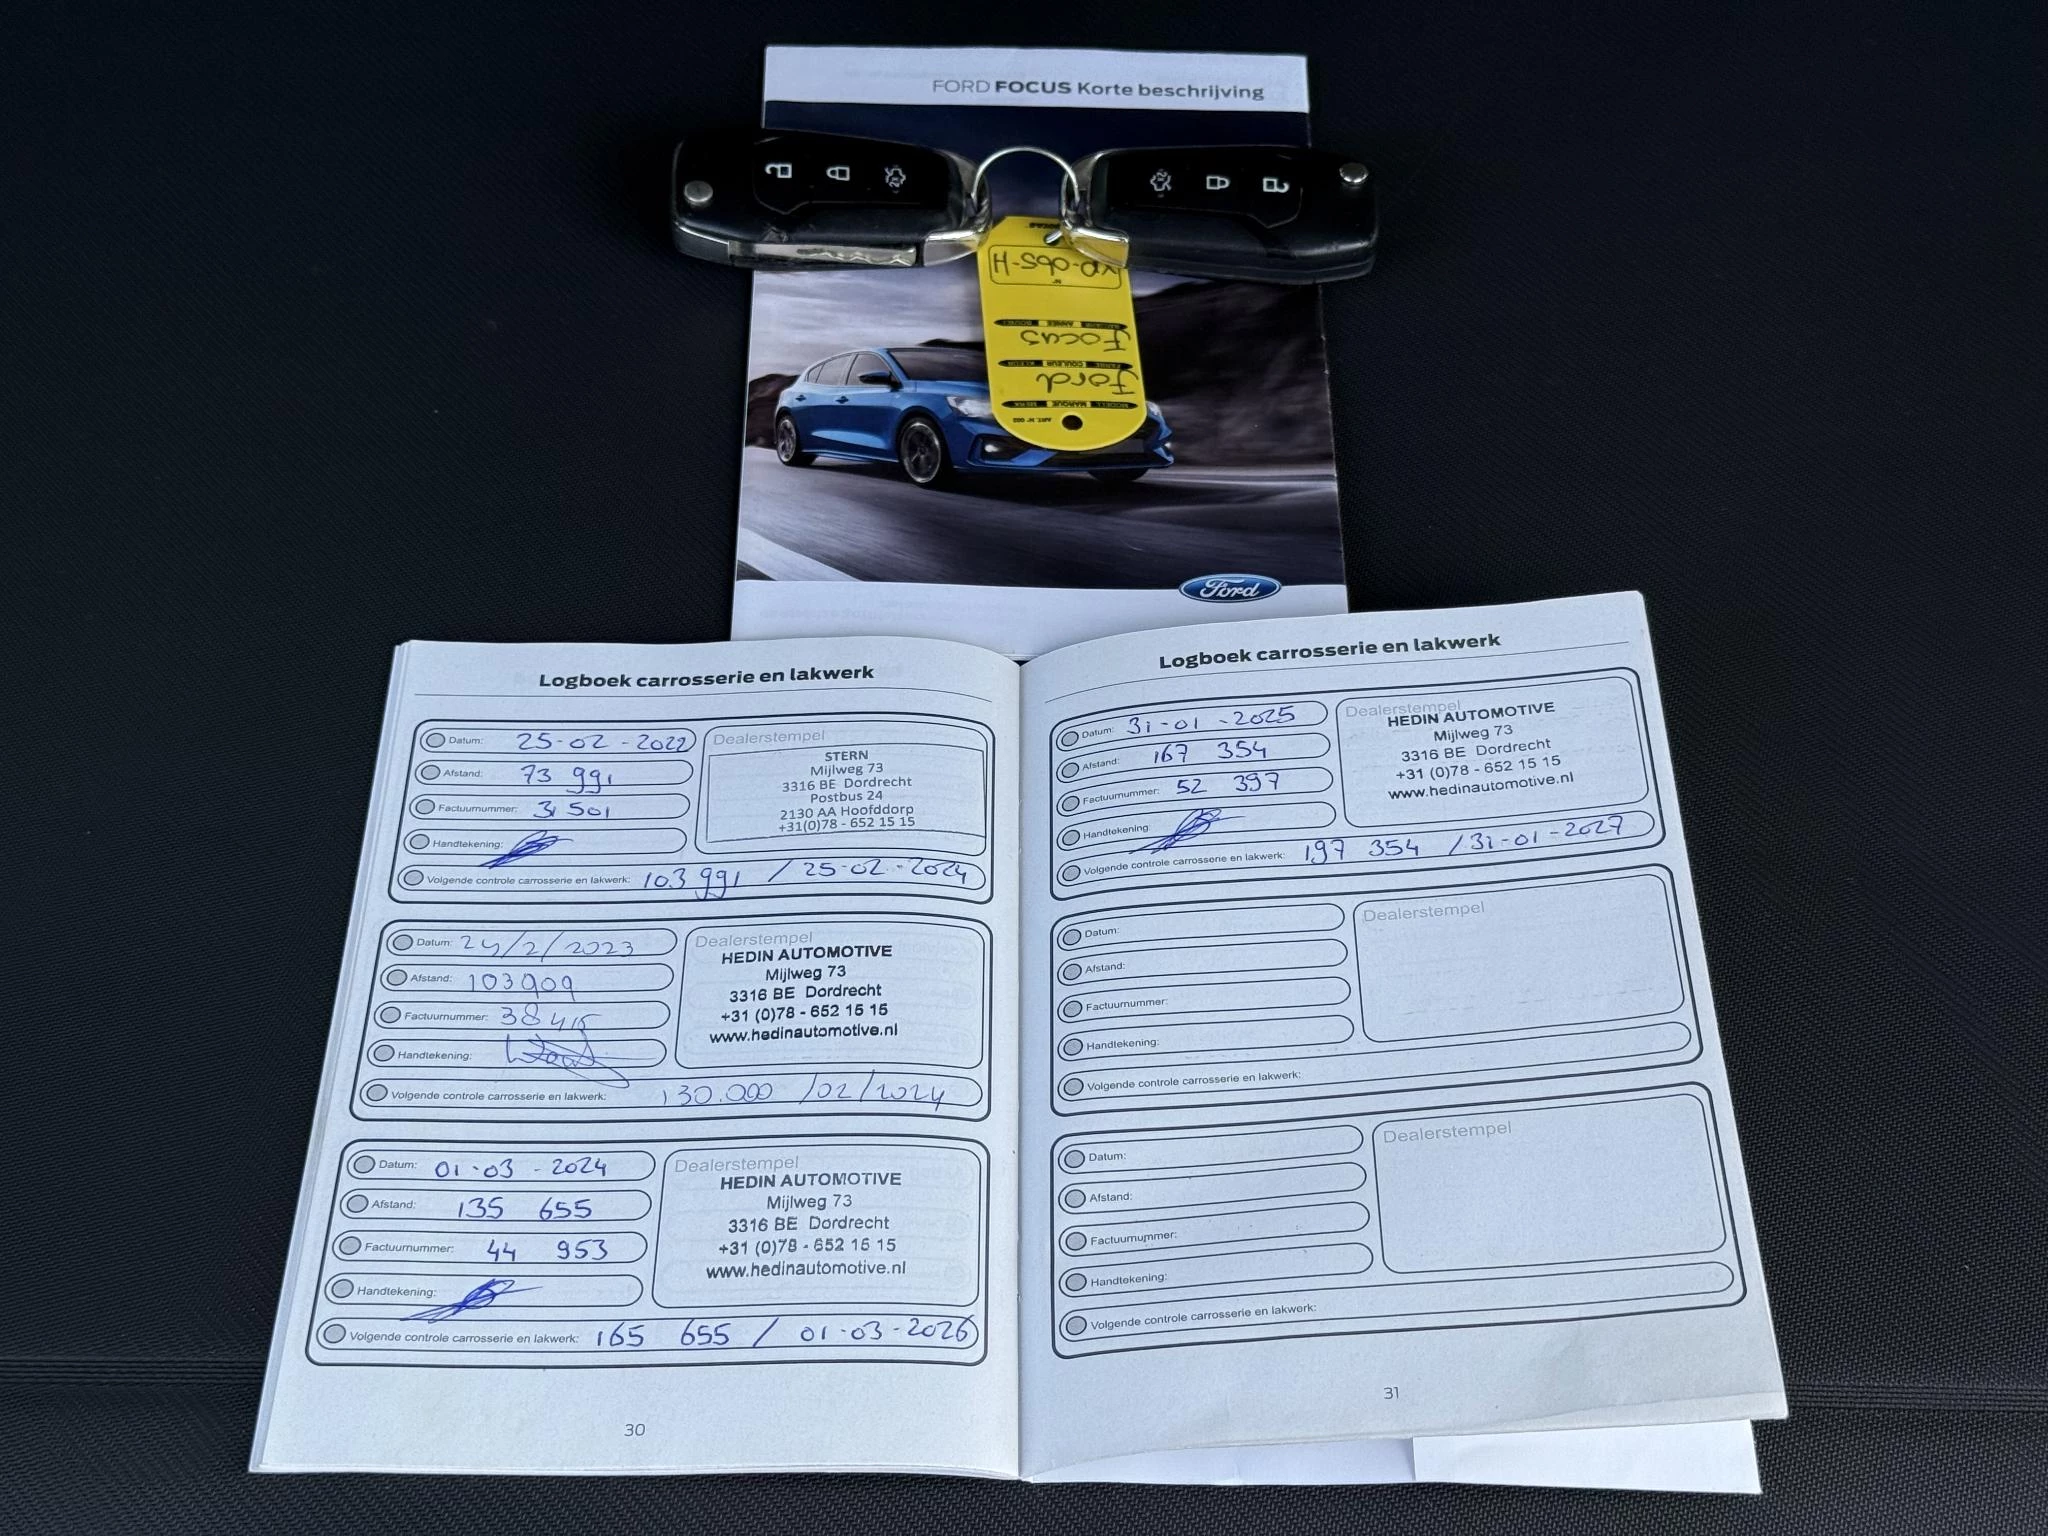 FORD FOCUS Korte beschrijving
Ford
Focus
Ford
Logboek carrosserie en lakwerk
Datum: 25-02-2022
Afstand: 73 991
Factuurnummer: 31 501
Handtekening:
Volgende controle carrosserie en lakwerk: 103 991 / 25-02-2024
Dealerstempel
STERN
Mijlweg 73
3316 BE Dordrecht
Postbus 24
2130 AA Hoofddorp
+31(0)78 - 652 15 15
Datum: 24/2/2023
Afstand: 103909
Factuurnummer: 38415
Handtekening:
Volgende controle carrosserie en lakwerk: 130.000 /02/2024
Dealerstempel
HEDIN AUTOMOTIVE
Mijlweg 73
3316 BE Dordrecht
+31 (0)78 - 652 15 15
www.hedinautomotive.nl
Datum: 01-03-2024
Afstand: 135 655
Factuurnummer: 44 953
Handtekening:
Volgende controle carrosserie en lakwerk: 165 655 / 01-03-2026
Dealerstempel
HEDIN AUTOMOTIVE
Mijlweg 73
3316 BE Dordrecht
+31 (0)78 - 652 15 15
www.hedinautomotive.nl
30
Logboek carrosserie en lakwerk
Datum: 31-01-2025
Afstand: 167 354
Factuurnummer: 52 397
Handtekening:
Volgende controle carrosserie en lakwerk: 197 354 / 31-01-2027
Dealerstempel
HEDIN AUTOMOTIVE
Mijlweg 73
3316 BE Dordrecht
+31 (0)78 - 652 15 15
www.hedinautomotive.nl
Datum:
Afstand:
Factuurnummer:
Handtekening:
Volgende controle carrosserie en lakwerk:
Dealerstempel
Datum:
Afstand:
Factuurnummer:
Handtekening:
Volgende controle carrosserie en lakwerk:
Dealerstempel
31